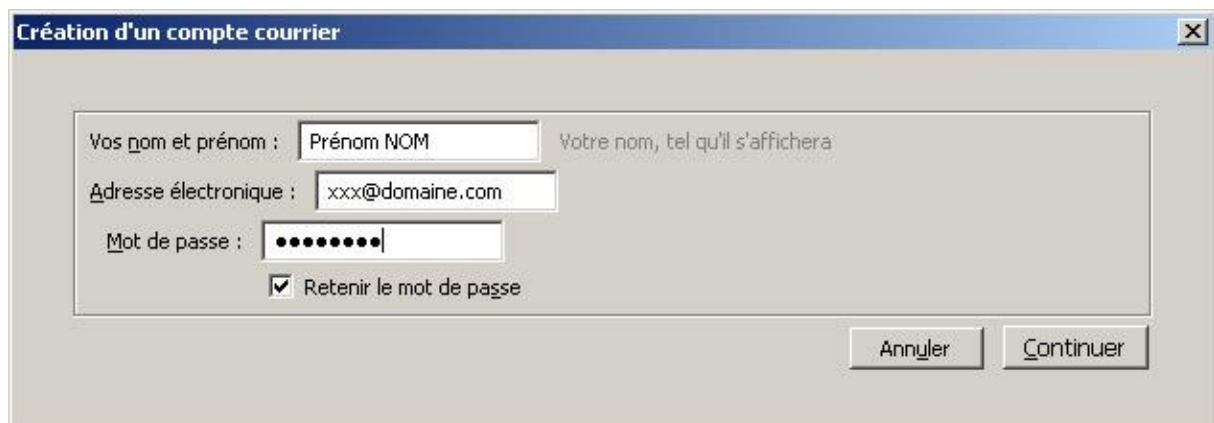 Création d'un compte courrier
Vos nom et prénom : Prénom NOM Votre nom, tel qu'il s'affichera
Adresse électronique : xxx@domaine.com
Mot de passe : ●●●●●●●●
Retenir le mot de passe
Annuler Continuer